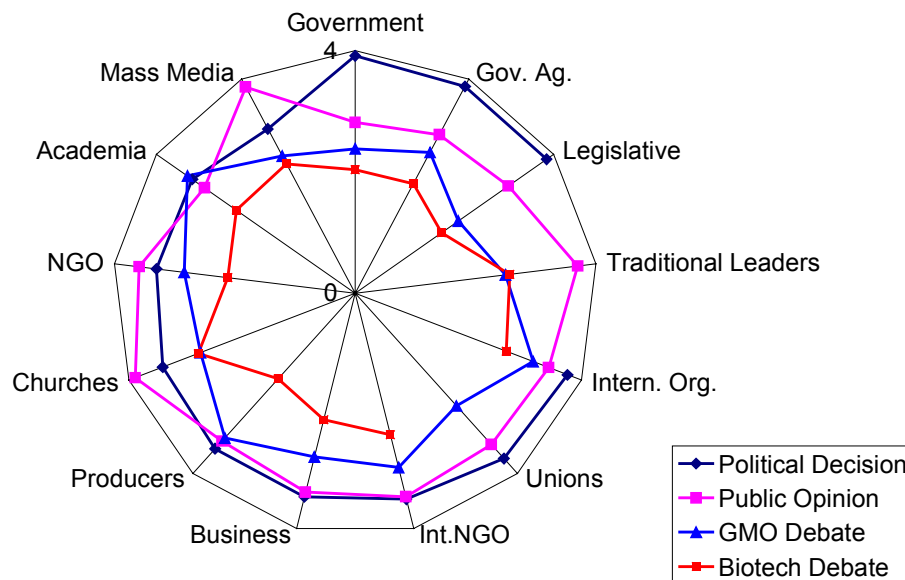 Government
4
Mass Media
Gov. Ag.
Academia
Legislative
NGO
Traditional Leaders
0
Churches
Intern. Org.
Producers
Unions
Business
Int.NGO
Political Decision
Public Opinion
GMO Debate
Biotech Debate